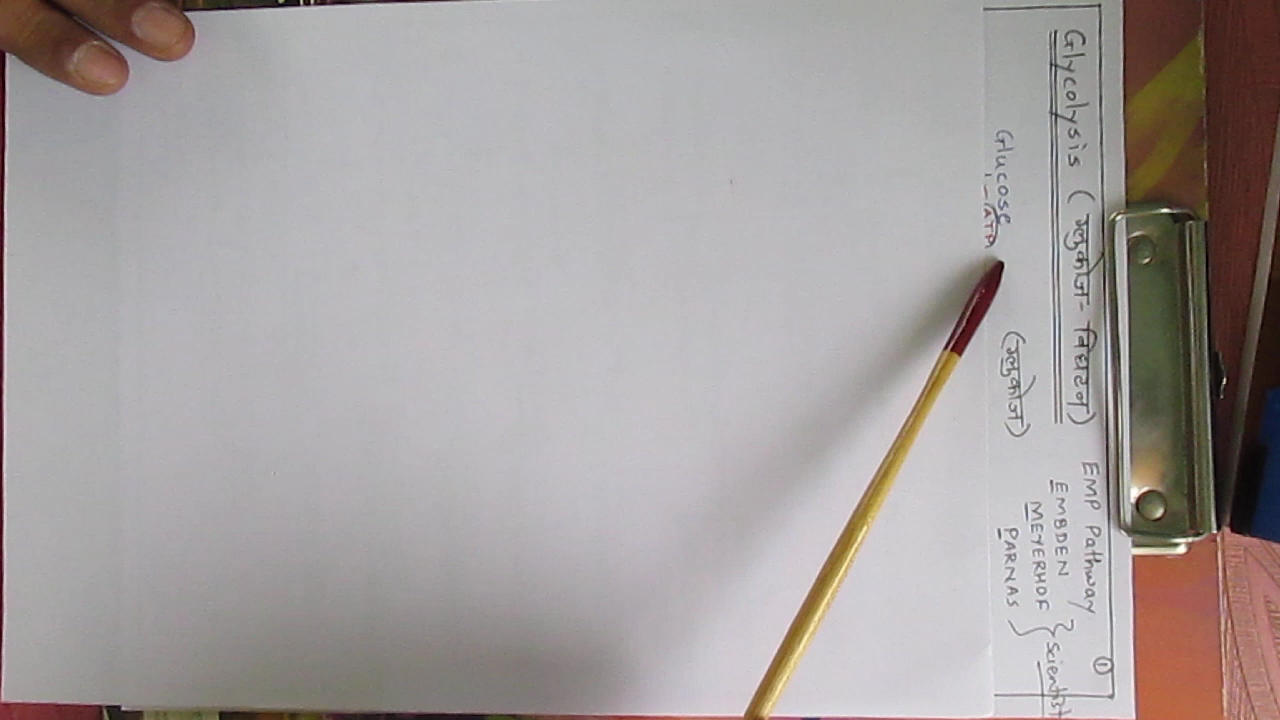 ①
Glycolysis (ग्लूकोज-विघटन) EMP Pathway
EMBDEN
MEYERHOF
PARNAS
} Scientist
Glucose (ग्लूकोज)
ATP